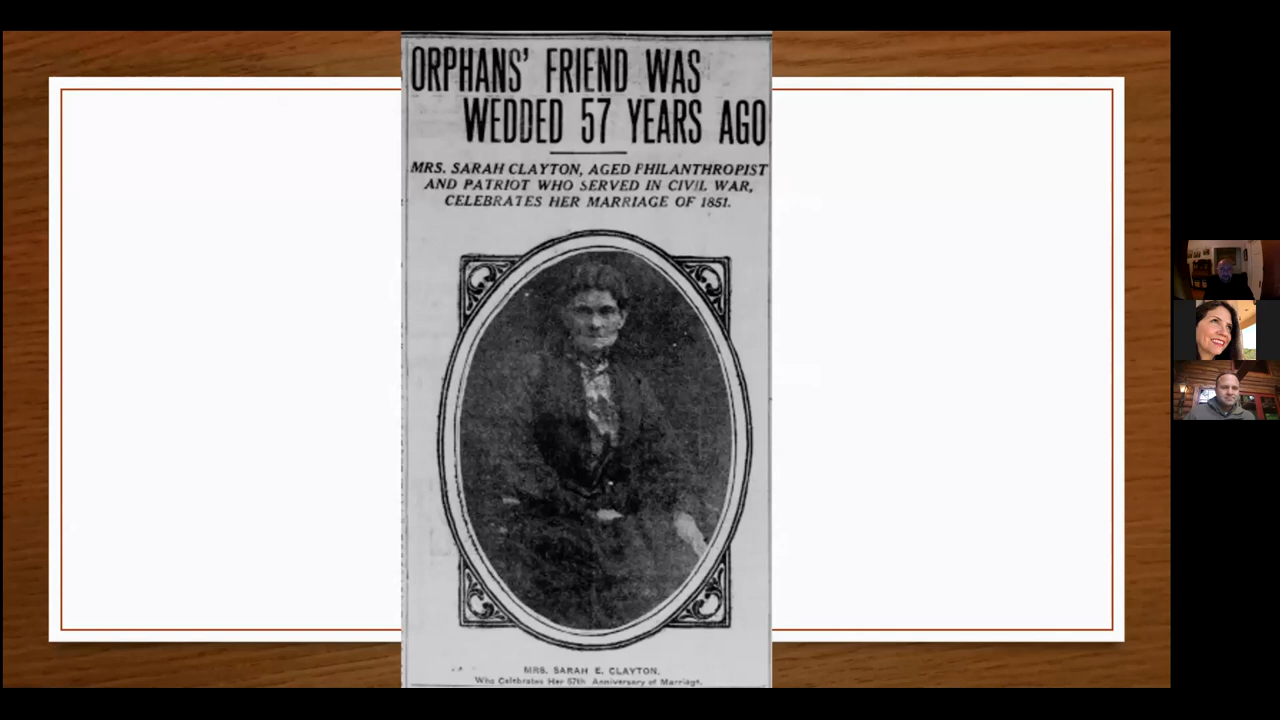 ORPHANS' FRIEND WAS
WEDDED 57 YEARS AGO
MRS. SARAH CLAYTON, AGED PHILANTHROPIST
AND PATRIOT WHO SERVED IN CIVIL WAR,
CELEBRATES HER MARRIAGE OF 1851.
MRS. SARAH E. CLAYTON,
Who Celebrates Her 57th Anniversary of Marriage.